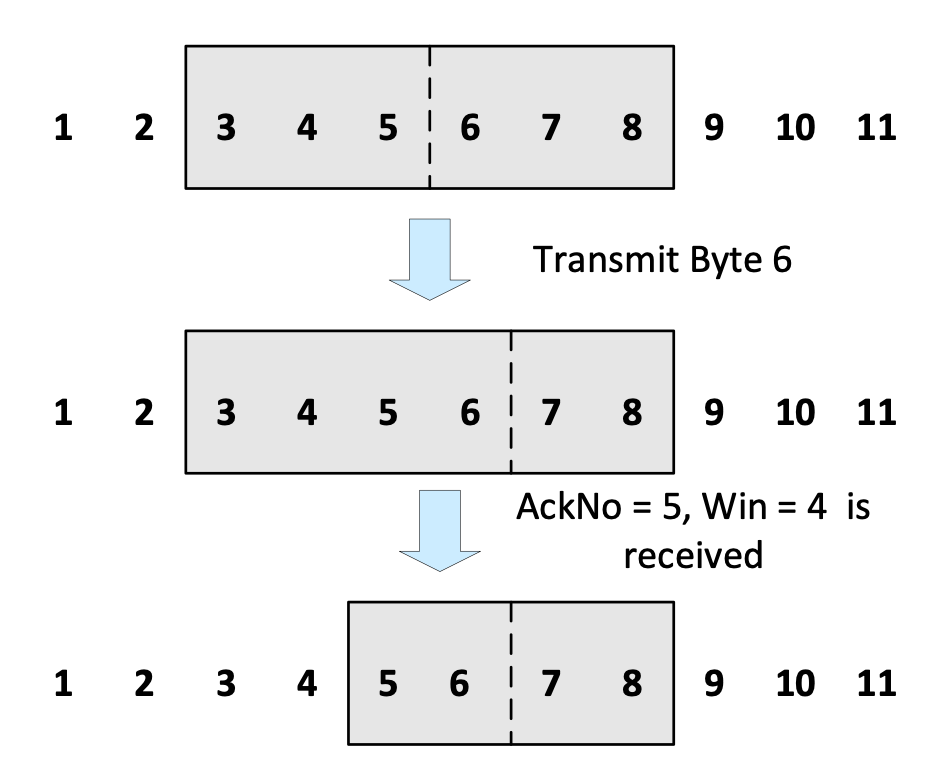 1 2 3 4 5 6 7 8 9 10 11
Transmit Byte 6
1 2 3 4 5 6 7 8 9 10 11
AckNo = 5, Win = 4 is
received
1 2 3 4 5 6 7 8 9 10 11